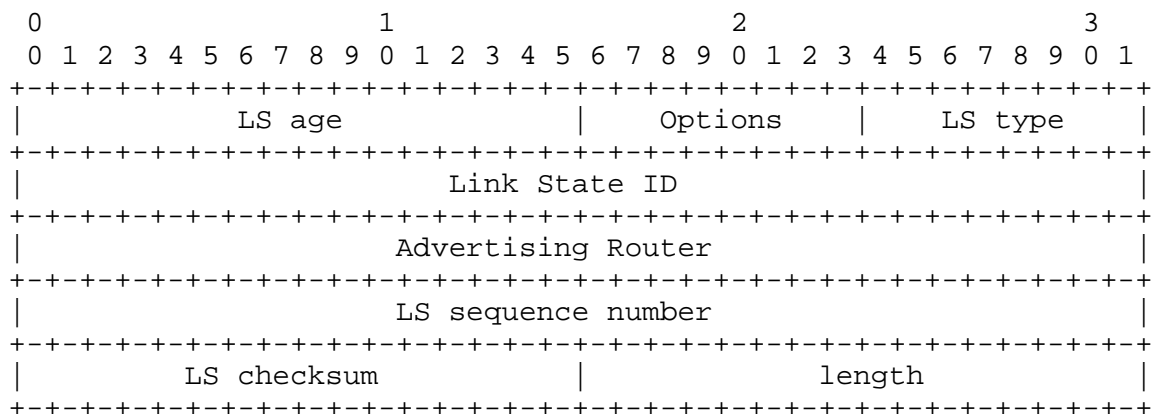 0                   1                   2                   3
0 1 2 3 4 5 6 7 8 9 0 1 2 3 4 5 6 7 8 9 0 1 2 3 4 5 6 7 8 9 0 1
+-+-+-+-+-+-+-+-+-+-+-+-+-+-+-+-+-+-+-+-+-+-+-+-+-+-+-+-+-+-+-+-+
|            LS age             |    Options    |    LS type    |
+-+-+-+-+-+-+-+-+-+-+-+-+-+-+-+-+-+-+-+-+-+-+-+-+-+-+-+-+-+-+-+-+
|                        Link State ID                          |
+-+-+-+-+-+-+-+-+-+-+-+-+-+-+-+-+-+-+-+-+-+-+-+-+-+-+-+-+-+-+-+-+
|                     Advertising Router                        |
+-+-+-+-+-+-+-+-+-+-+-+-+-+-+-+-+-+-+-+-+-+-+-+-+-+-+-+-+-+-+-+-+
|                     LS sequence number                        |
+-+-+-+-+-+-+-+-+-+-+-+-+-+-+-+-+-+-+-+-+-+-+-+-+-+-+-+-+-+-+-+-+
|         LS checksum           |             length            |
+-+-+-+-+-+-+-+-+-+-+-+-+-+-+-+-+-+-+-+-+-+-+-+-+-+-+-+-+-+-+-+-+